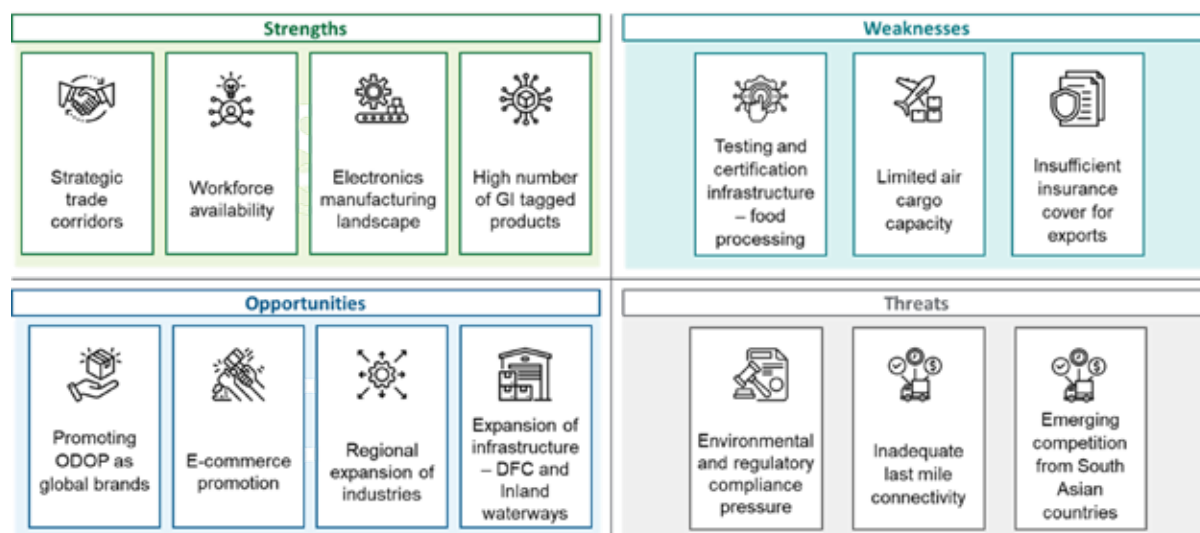 Strengths
Strategic
trade
corridors
Workforce
availability
Electronics
manufacturing
landscape
High number
of GI tagged
products
Weaknesses
Testing and
certification
infrastructure
– food
processing
Limited air
cargo
capacity
Insufficient
insurance
cover for
exports
Opportunities
Promoting
ODOP as
global brands
E-commerce
promotion
Regional
expansion of
industries
Expansion of
infrastructure
– DFC and
Inland
waterways
Threats
Environmental
and regulatory
compliance
pressure
Inadequate
last mile
connectivity
Emerging
competition
from South
Asian
countries